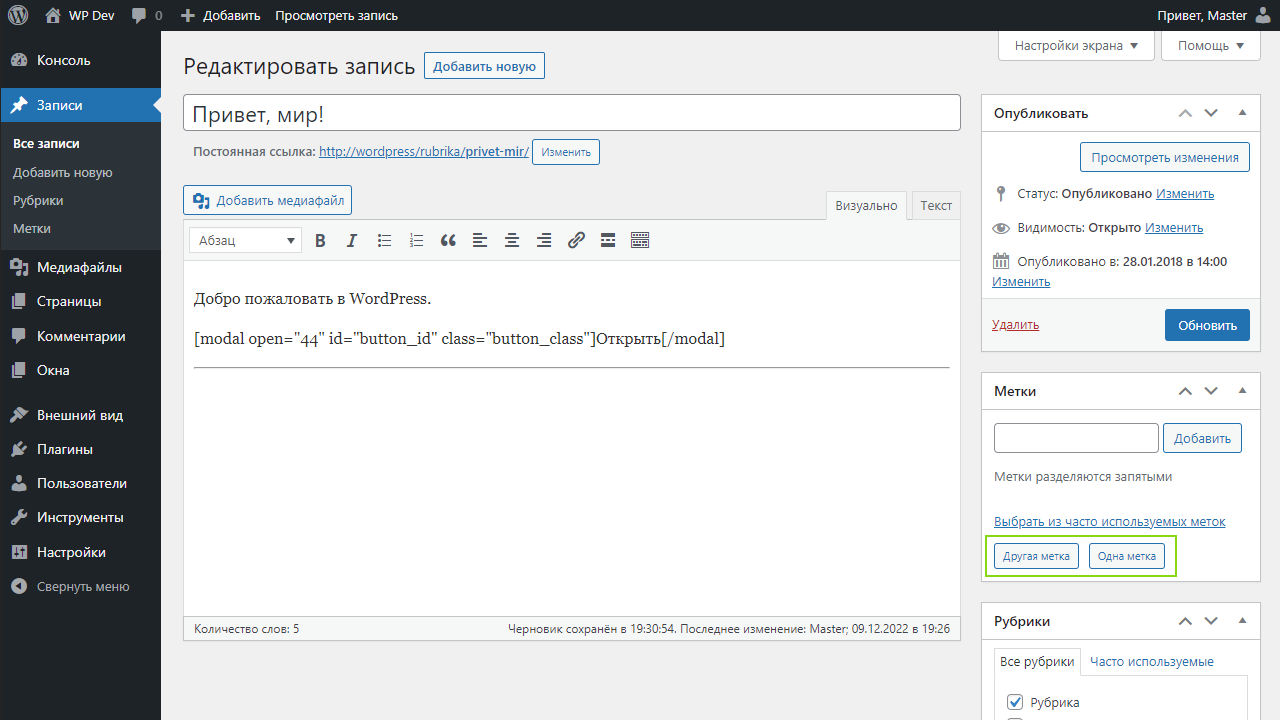 WP Dev 0 Добавить Просмотреть запись Привет, Master
Консоль
Записи
Все записи
Добавить новую
Рубрики
Метки
Медиафайлы
Страницы
Комментарии
Окна
Внешний вид
Плагины
Пользователи
Инструменты
Настройки
Свернуть меню
Настройки экрана
Помощь
Редактировать запись Добавить новую
Привет, мир!
Постоянная ссылка: http://wordpress/rubrika/privet-mir/ Изменить
Добавить медиафайл
Визуально Текст
Абзац
Добро пожаловать в WordPress.
[modal open="44" id="button_id" class="button_class"]Открыть[/modal]
Количество слов: 5 Черновик сохранён в 19:30:54. Последнее изменение: Master; 09.12.2022 в 19:26
Опубликовать
Просмотреть изменения
Статус: Опубликовано Изменить
Видимость: Открыто Изменить
Опубликовано в: 28.01.2018 в 14:00
Изменить
Удалить Обновить
Метки
Добавить
Метки разделяются запятыми
Выбрать из часто используемых меток
Другая метка Одна метка
Рубрики
Все рубрики Часто используемые
Рубрика